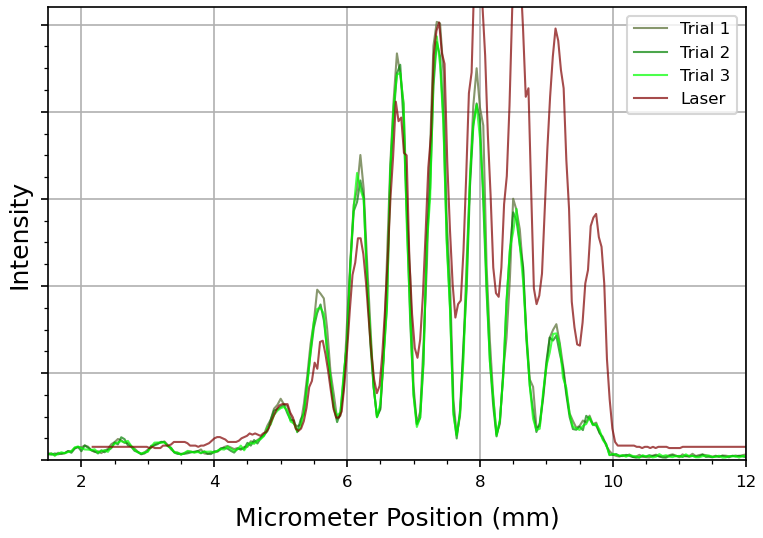 Trial 1
Trial 2
Trial 3
Laser
Intensity
2 4 6 8 10 12
Micrometer Position (mm)